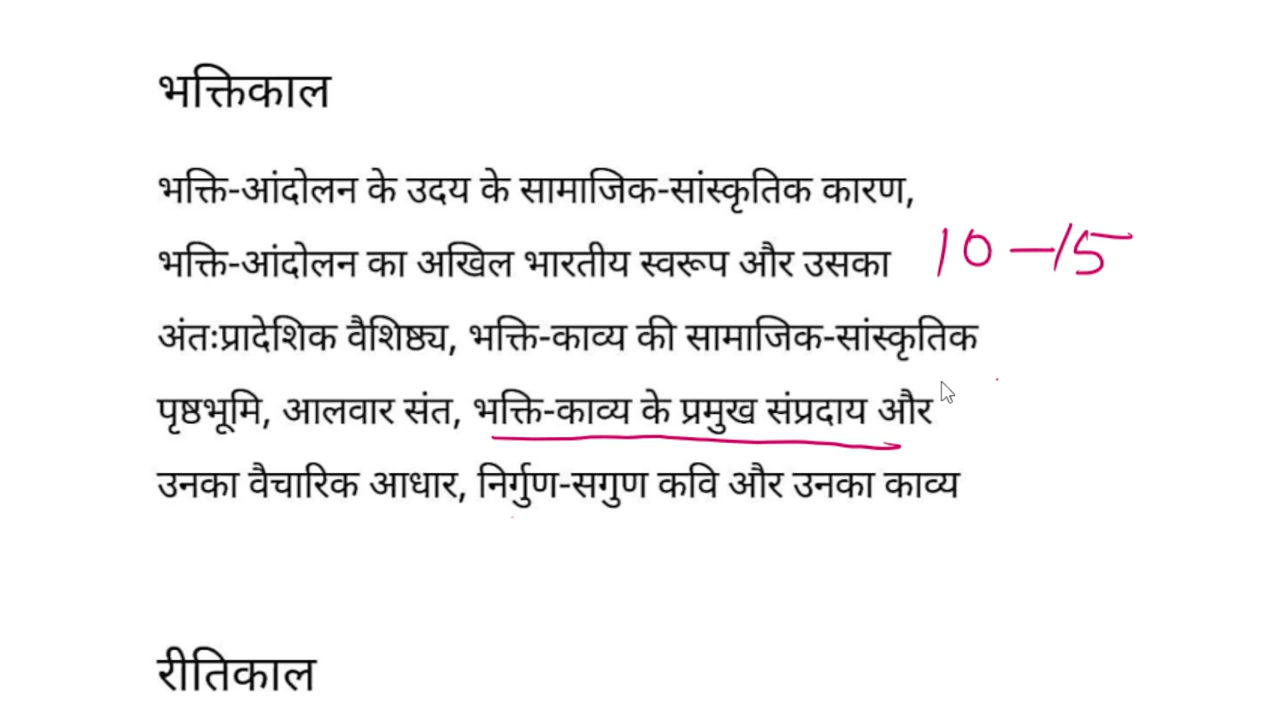 भक्तिकाल
भक्ति-आंदोलन के उदय के सामाजिक-सांस्कृतिक कारण,
भक्ति-आंदोलन का अखिल भारतीय स्वरूप और उसका
10-15
अंतःप्रादेशिक वैशिष्ठ्य, भक्ति-काव्य की सामाजिक-सांस्कृतिक
पृष्ठभूमि, आलवार संत, भक्ति-काव्य के प्रमुख संप्रदाय और
उनका वैचारिक आधार, निर्गुण-सगुण कवि और उनका काव्य
रीतिकाल